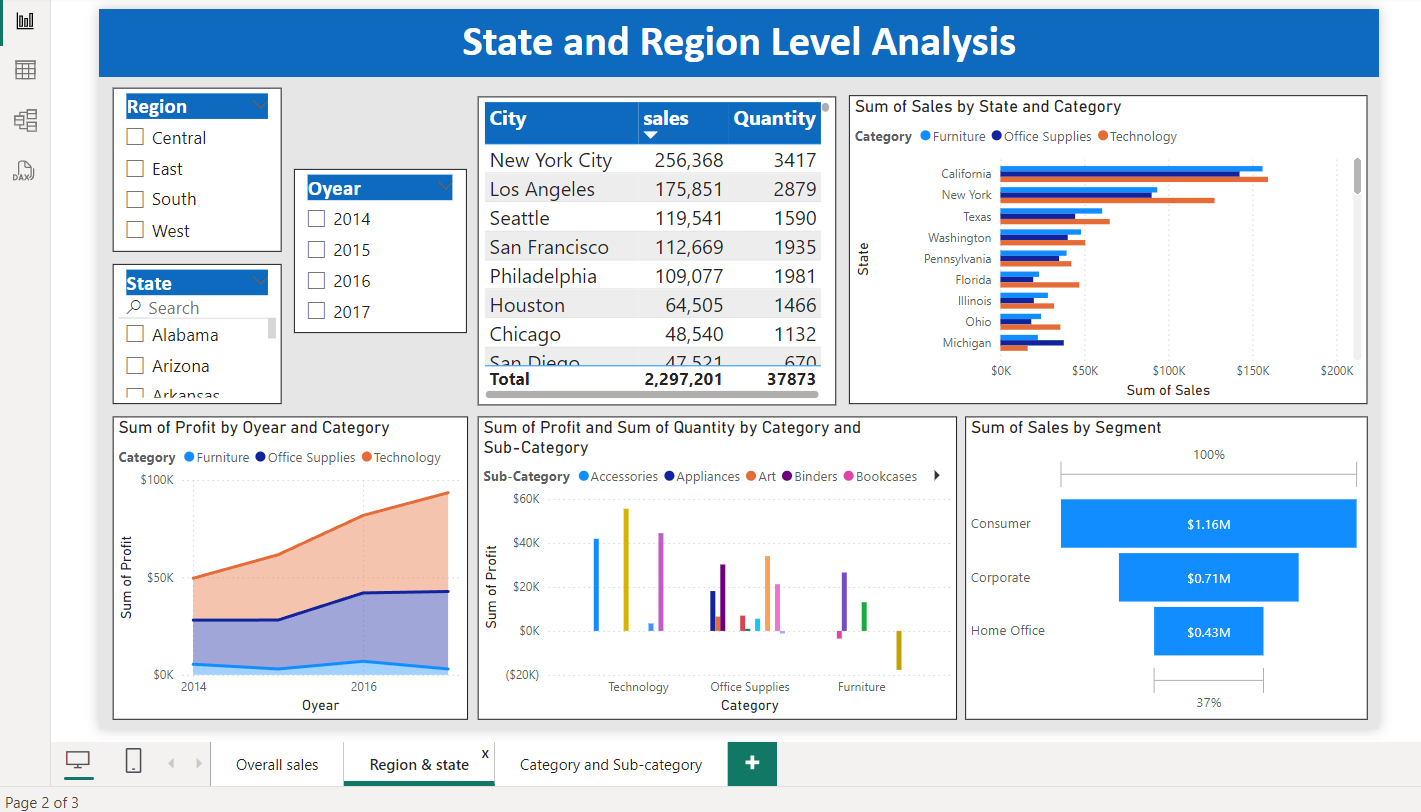 State and Region Level Analysis
DAX
Region
Central
East
South
West
State
Search
Alabama
Arizona
Arkansas
Oyear
2014
2015
2016
2017
City sales Quantity
New York City 256,368 3417
Los Angeles 175,851 2879
Seattle 119,541 1590
San Francisco 112,669 1935
Philadelphia 109,077 1981
Houston 64,505 1466
Chicago 48,540 1132
San Diego 47,521 670
Total 2,297,201 37873
Sum of Sales by State and Category
Category Furniture Office Supplies Technology
State
California
New York
Texas
Washington
Pennsylvania
Florida
Illinois
Ohio
Michigan
$0K $50K $100K $150K $200K
Sum of Sales
Sum of Profit by Oyear and Category
Category Furniture Office Supplies Technology
Sum of Profit
$100K
$50K
$0K
2014 2016
Oyear
Sum of Profit and Sum of Quantity by Category and
Sub-Category
Sub-Category Accessories Appliances Art Binders Bookcases
Sum of Profit
$60K
$40K
$20K
$0K
($20K)
Technology Office Supplies Furniture
Category
Sum of Sales by Segment
100%
Consumer $1.16M
Corporate $0.71M
Home Office $0.43M
37%
Overall sales Region & state x Category and Sub-category +
Page 2 of 3